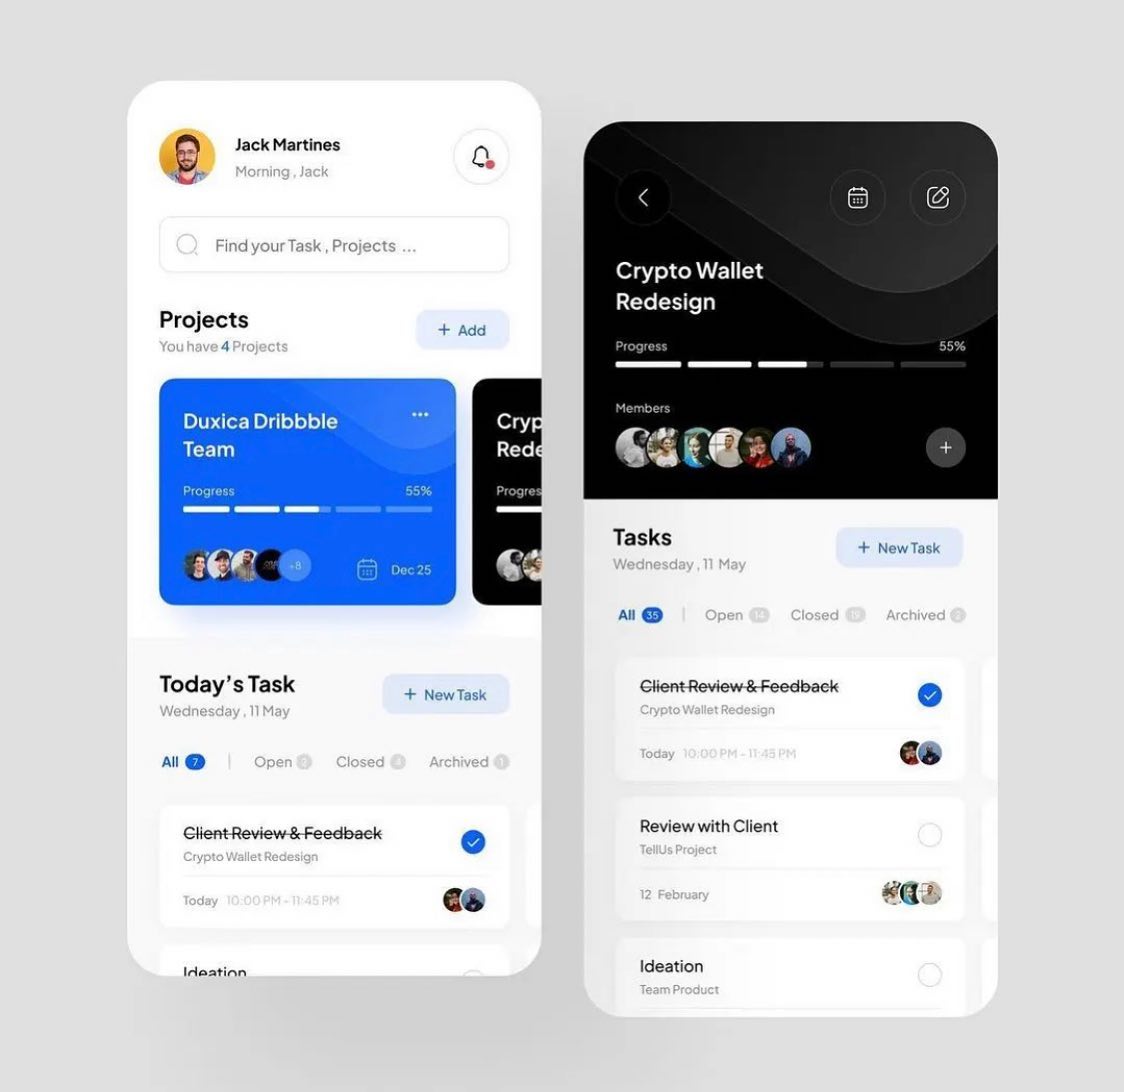 Jack Martines
Morning , Jack
Find your Task , Projects ...
Projects
You have 4 Projects
+ Add
Duxica Dribbble
Team
Progress 55%
+8
Dec 25
Cryp
Rede
Progres
Today's Task
Wednesday , 11 May
+ New Task
All 7 | Open Closed Archived 1
Client Review & Feedback
Crypto Wallet Redesign
Today 10:00 PM - 11:45 PM
Ideation
Crypto Wallet
Redesign
Progress 55%
Members
+
Tasks
Wednesday , 11 May
+ New Task
All 35 | Open 14 Closed 19 Archived 2
Client Review & Feedback
Crypto Wallet Redesign
Today 10:00 PM - 11:45 PM
Review with Client
TellUs Project
12 February
Ideation
Team Product